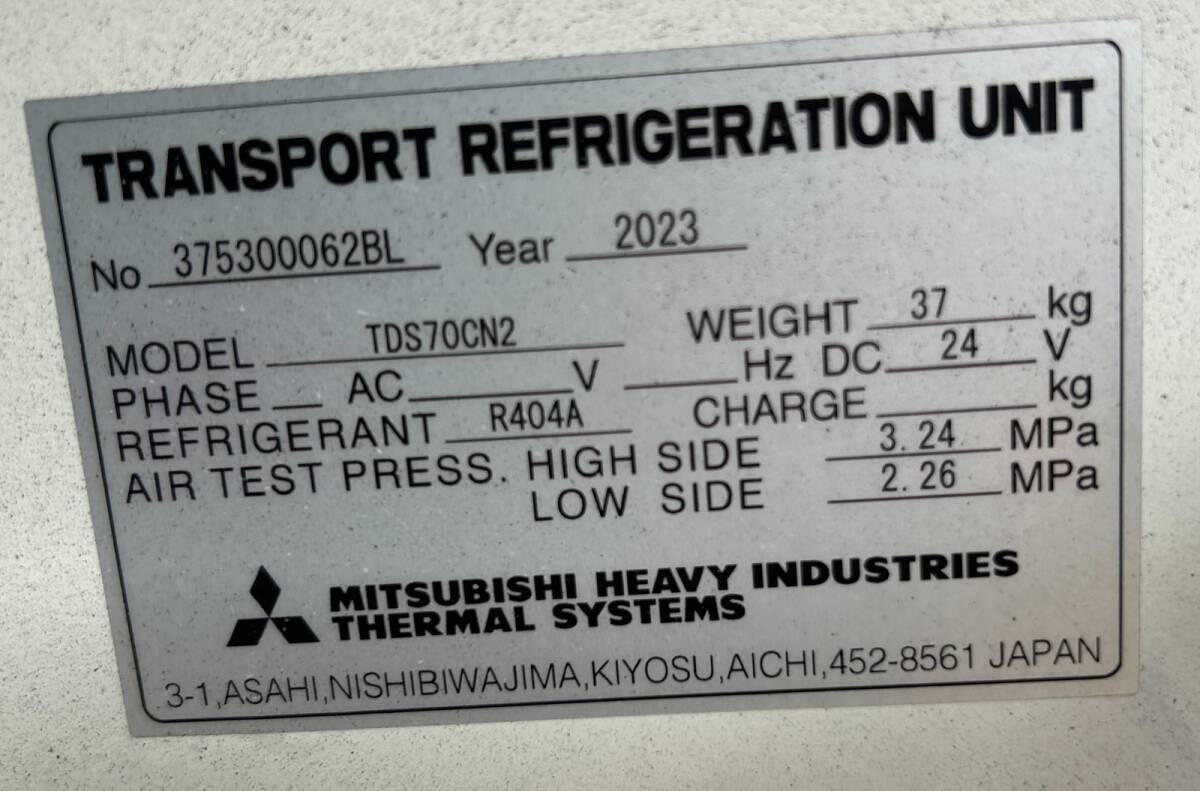 TRANSPORT REFRIGERATION UNIT
No 375300062BL Year 2023
MODEL TDS70CN2 WEIGHT 37 kg
PHASE AC V Hz DC 24 V
REFRIGERANT R404A CHARGE kg
AIR TEST PRESS. HIGH SIDE 3.24 MPa
LOW SIDE 2.26 MPa
MITSUBISHI HEAVY INDUSTRIES
THERMAL SYSTEMS
3-1,ASAHI,NISHIBIWAJIMA,KIYOSU,AICHI,452-8561 JAPAN